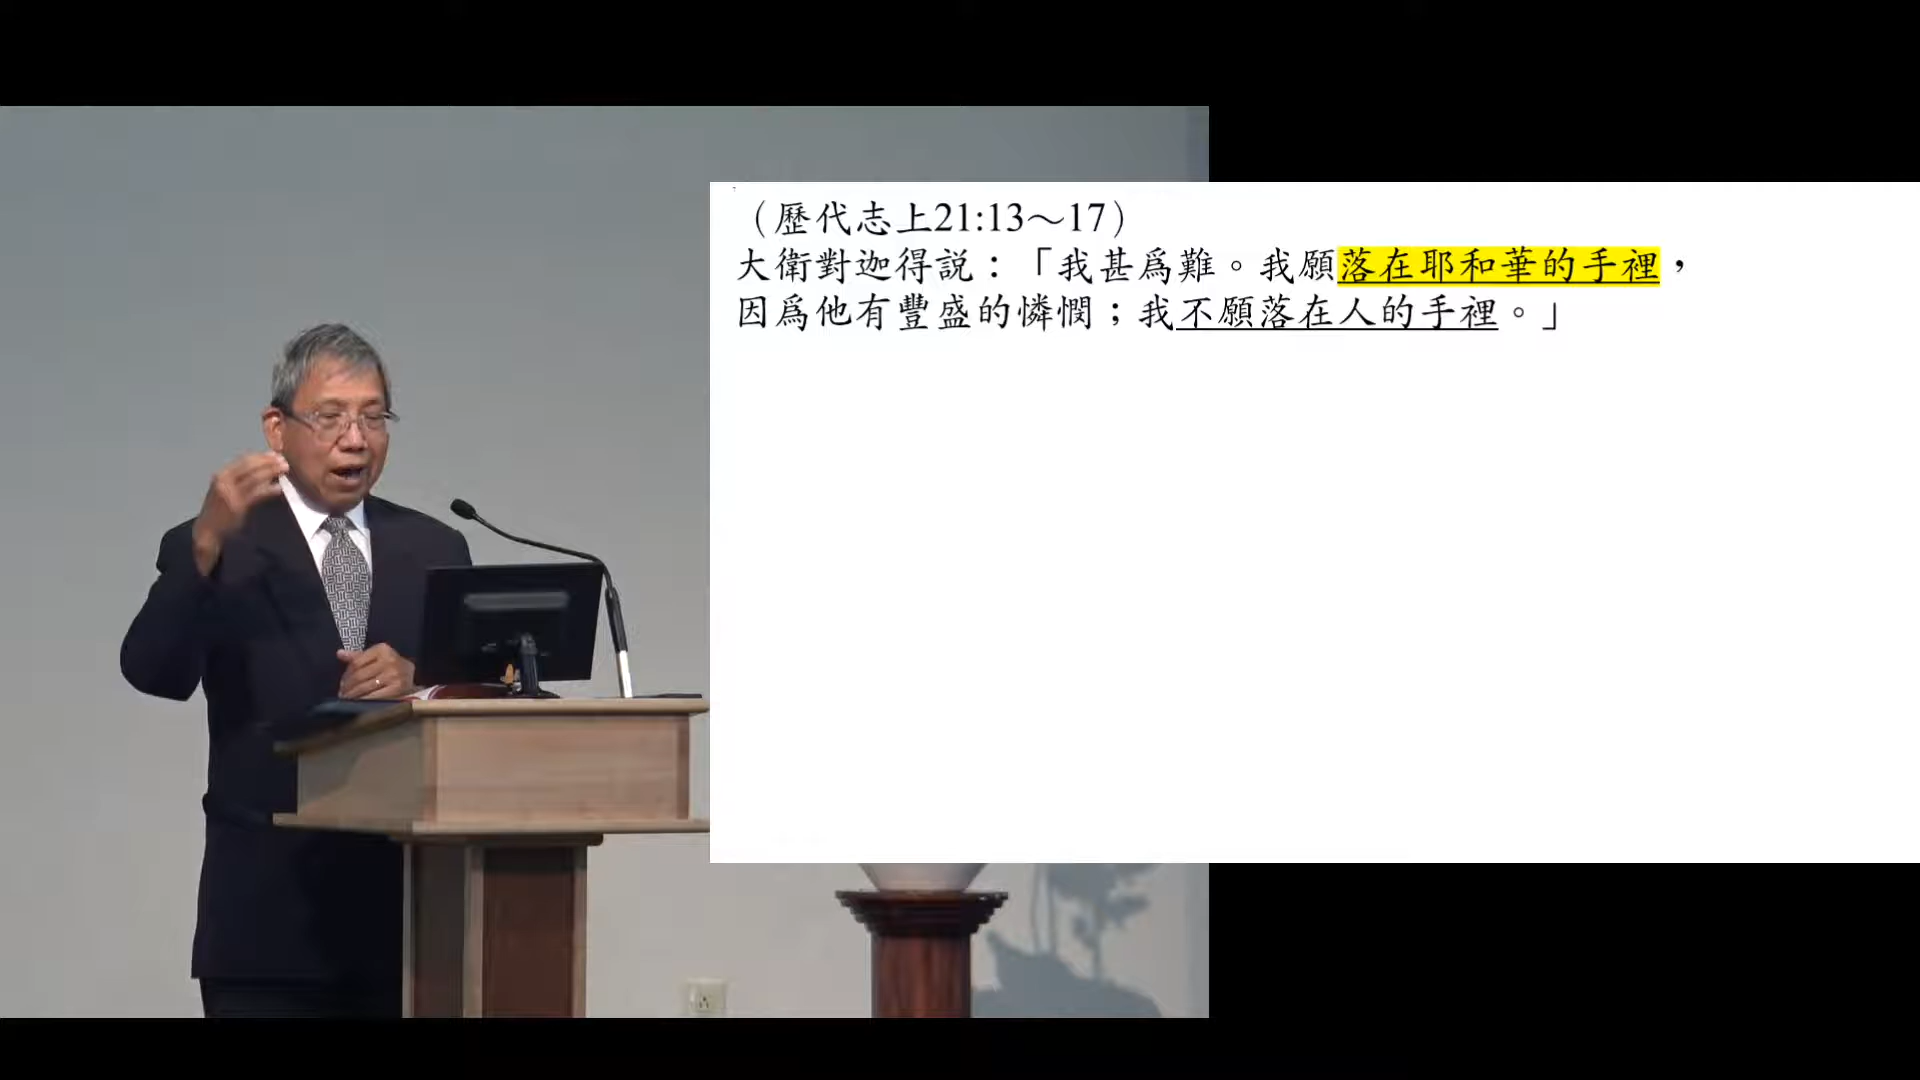 （歷代志上21:13～17）
大衛對迦得説：「我甚爲難。我願落在耶和華的手裡，
因爲他有豐盛的憐憫；我不願落在人的手裡。」